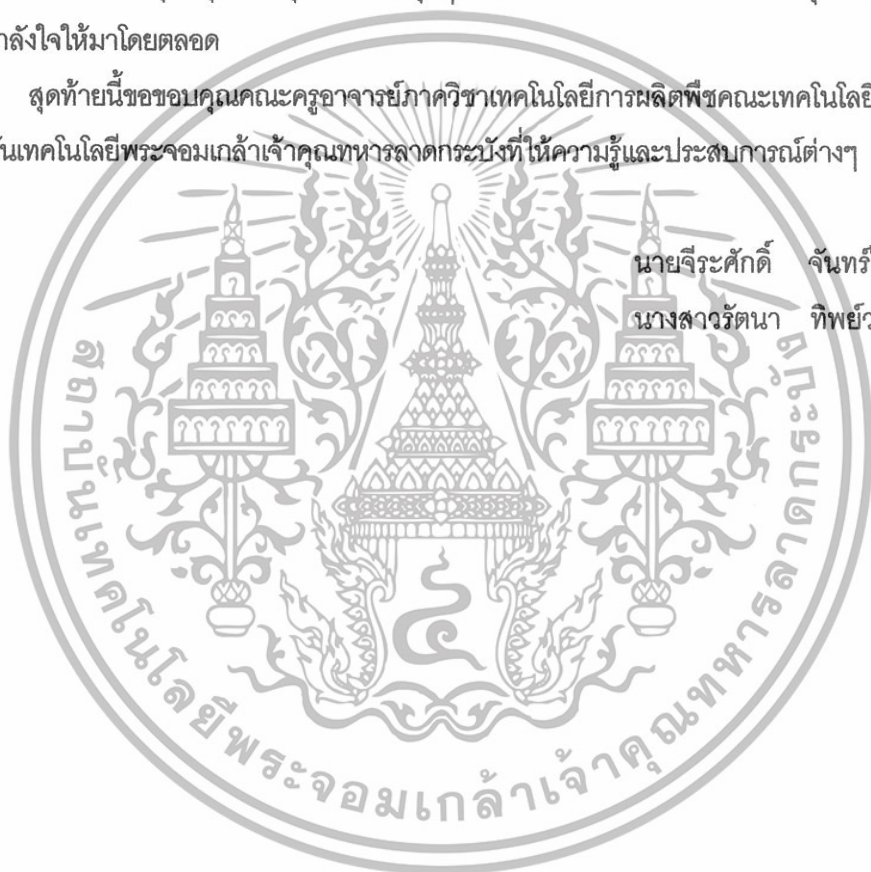 ลังใจให้มาโดยตลอด
สุดท้ายนี้ขอขอบคุณคณะครูอาจารย์ภาควิชาเทคโนโลยีการผลิตพืชคณะเทคโนโลยี
นเทคโนโลยีพระจอมเกล้าเจ้าคุณทหารลาดกระบังที่ให้ความรู้และประสบการณ์ต่างๆ
นายจีระศักดิ์ จันทร์
นางสาวรัตนา ทิพย์ว
สถาบันเทคโนโลยีพระจอมเกล้าเจ้าคุณทหารลาดกระบัง
๔